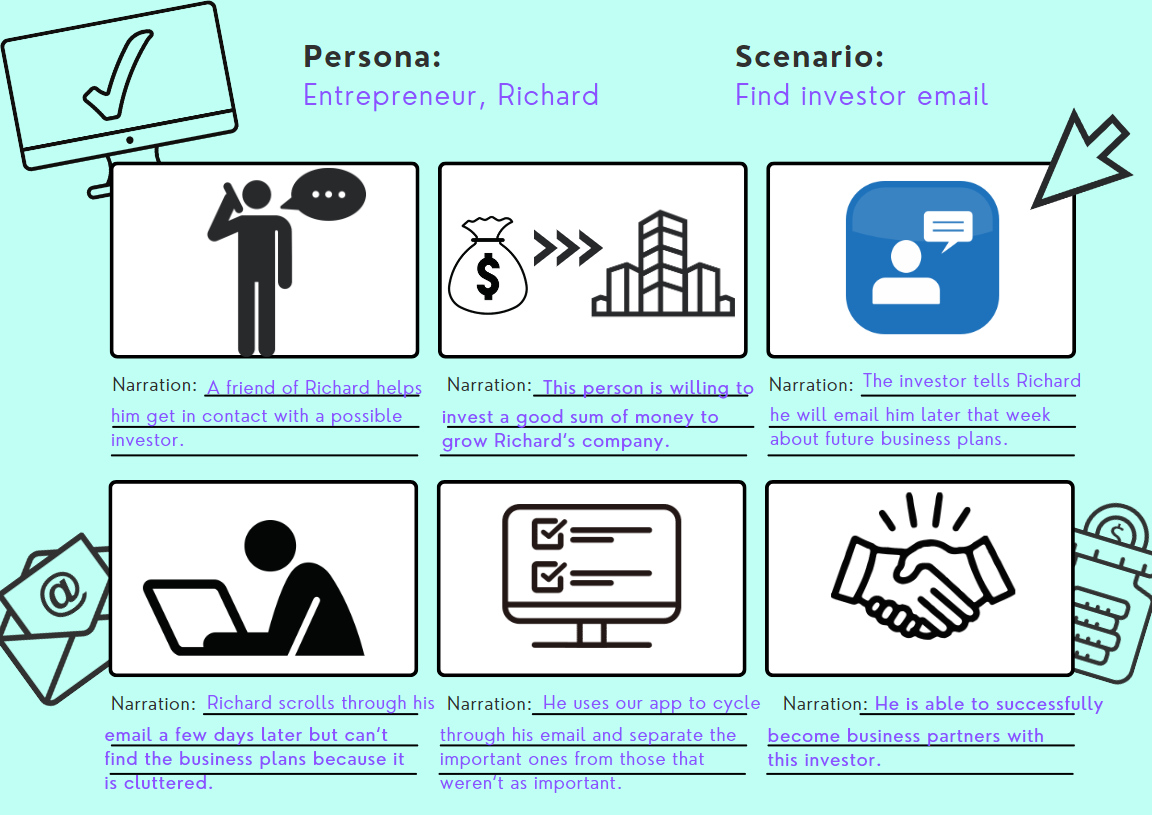 Persona:
Entrepreneur, Richard
Scenario:
Find investor email
Narration: A friend of Richard helps
him get in contact with a possible
investor.
Narration: This person is willing to
invest a good sum of money to
grow Richard's company.
Narration: The investor tells Richard
he will email him later that week
about future business plans.
Narration: Richard scrolls through his
email a few days later but can't
find the business plans because it
is cluttered.
Narration: He uses our app to cycle
through his email and separate the
important ones from those that
weren't as important.
Narration: He is able to successfully
become business partners with
this investor.